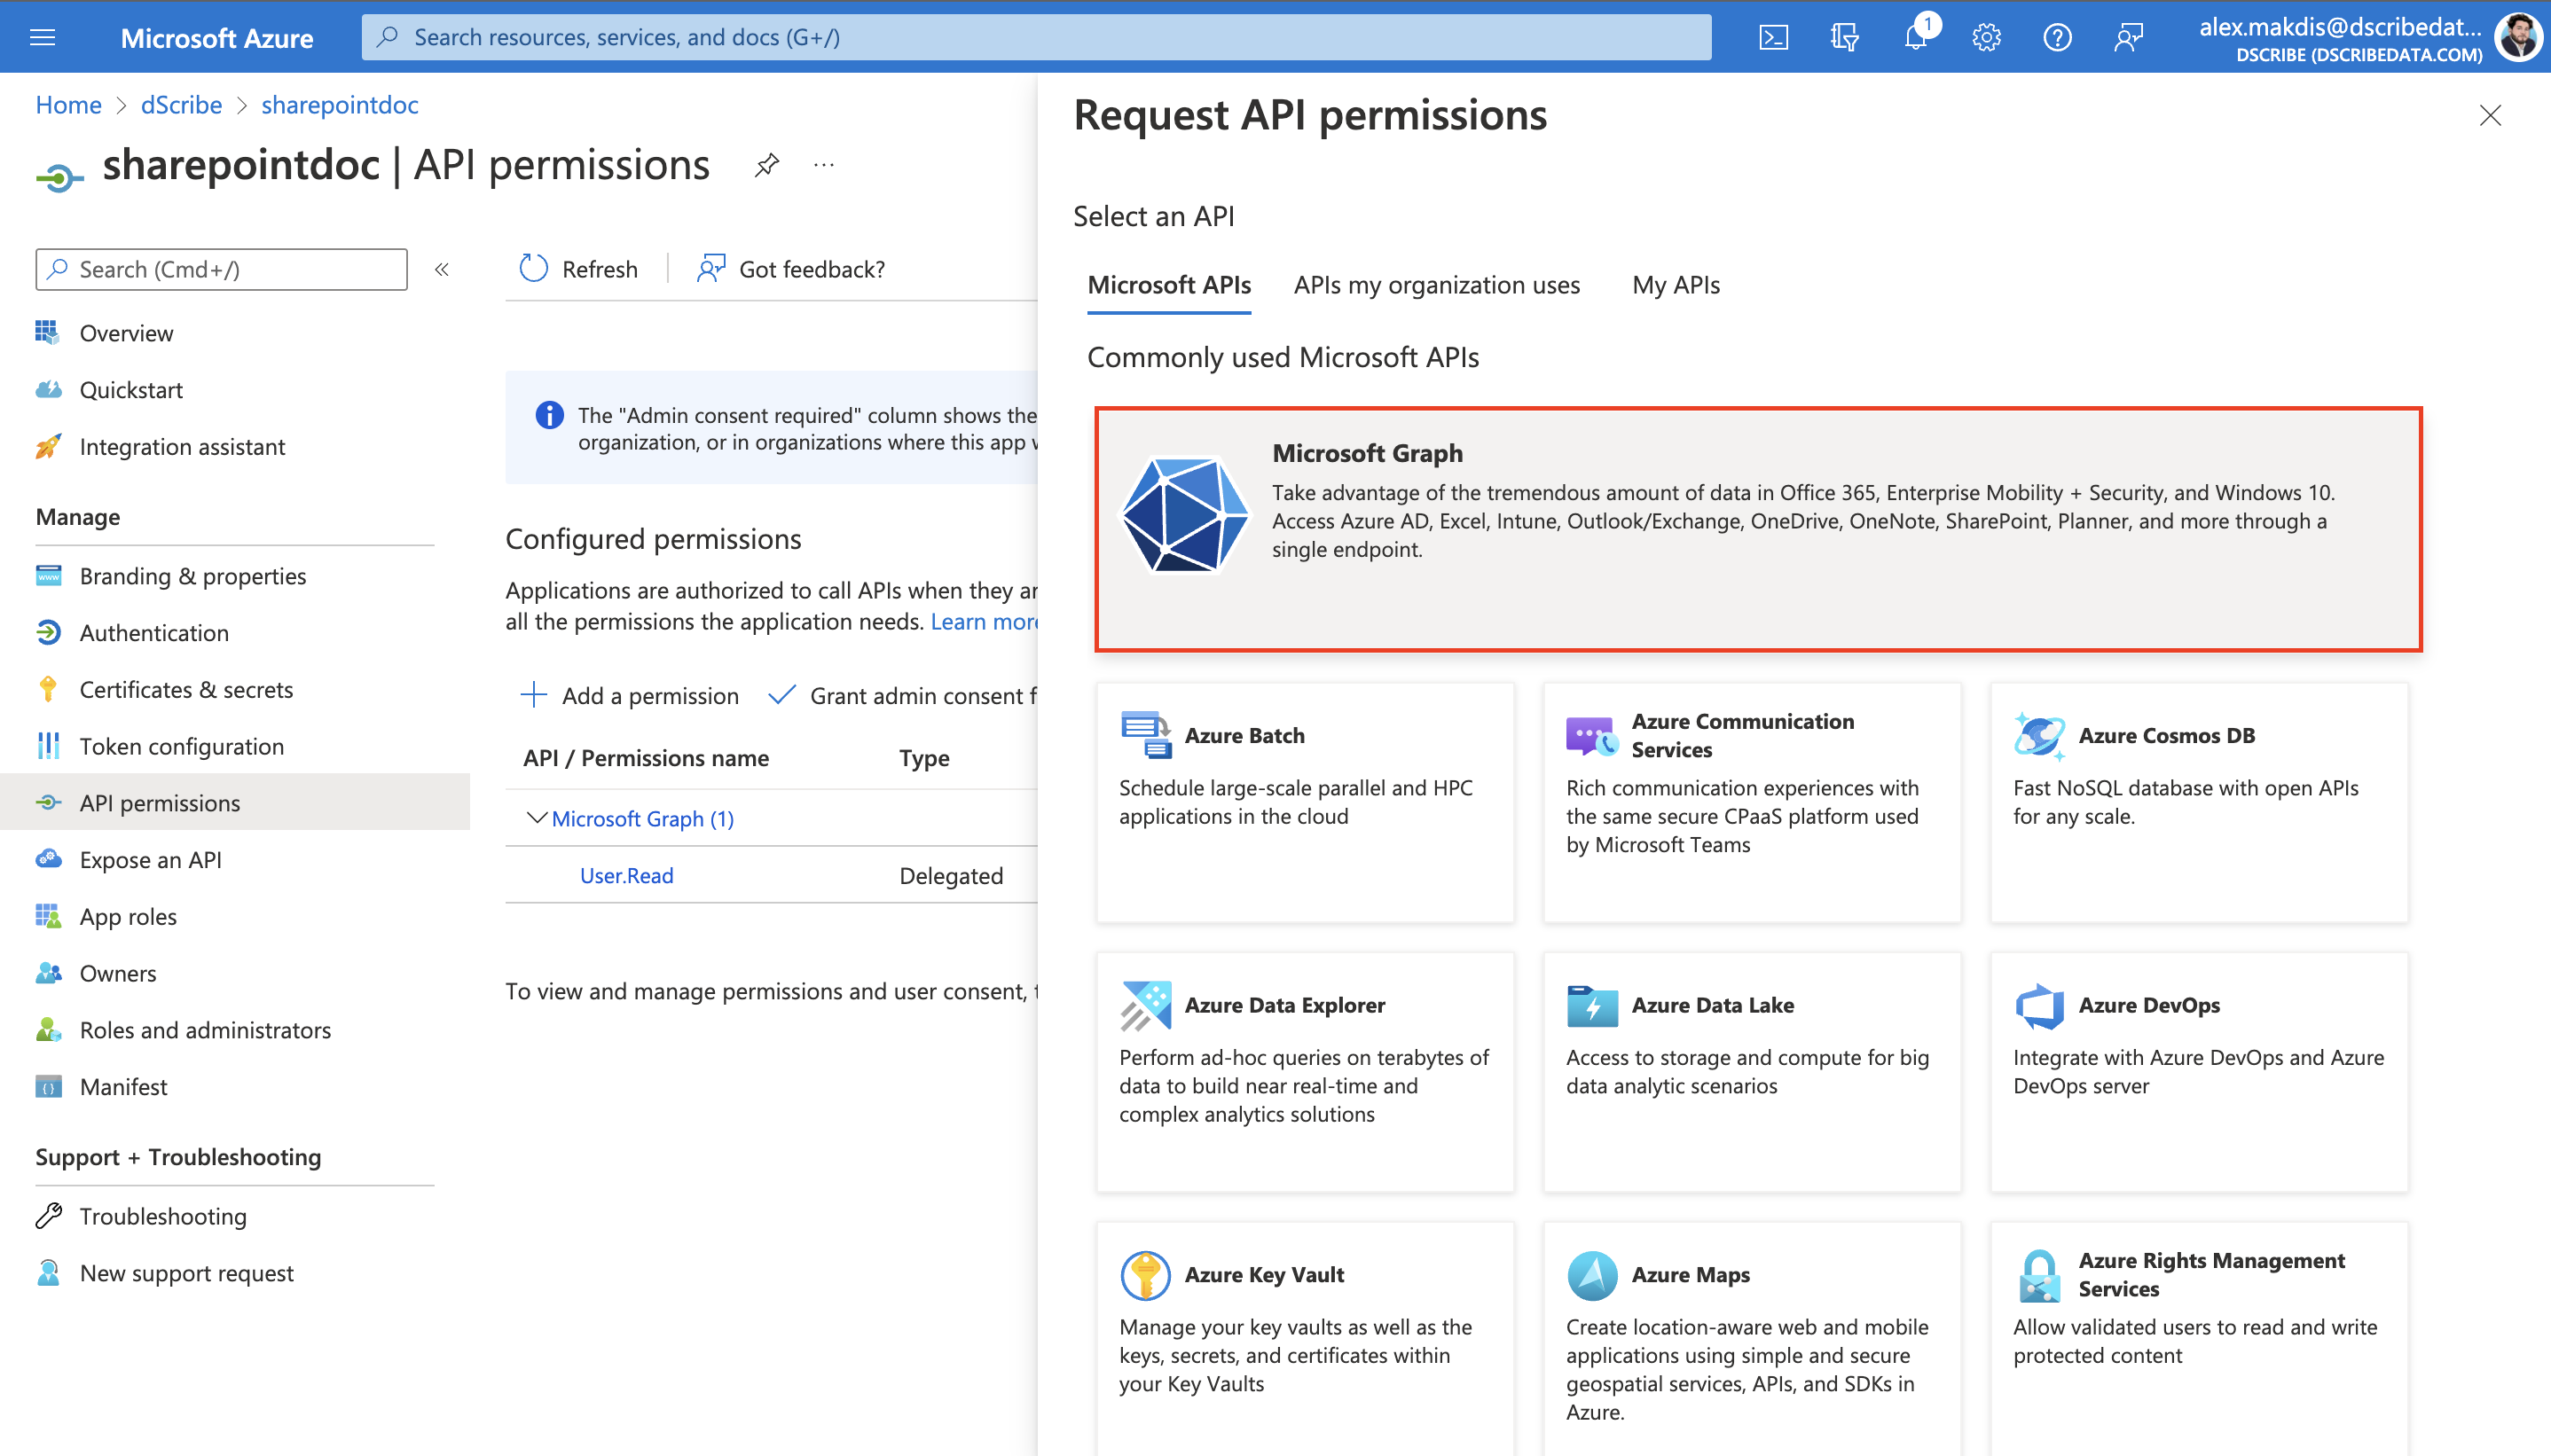 Microsoft Azure
Search resources, services, and docs (G+/)
1
alex.makdis@dscribedat...
DSCRIBE (DSCRIBEDATA.COM)
Home > dScribe > sharepointdoc
sharepointdoc | API permissions
...
Search (Cmd+/)
«
Overview
Quickstart
Integration assistant
Manage
Branding & properties
Authentication
Certificates & secrets
Token configuration
API permissions
Expose an API
App roles
Owners
Roles and administrators
Manifest
Support + Troubleshooting
Troubleshooting
New support request
Refresh
Got feedback?
The "Admin consent required" column shows the
organization, or in organizations where this app
Configured permissions
Applications are authorized to call APIs when they
all the permissions the application needs. Learn more
Add a permission
Grant admin consent
API / Permissions name
Type
Microsoft Graph (1)
User.Read
Delegated
To view and manage permissions and user consent,
Request API permissions
Select an API
Microsoft APIs
APIs my organization uses
My APIs
Commonly used Microsoft APIs
Microsoft Graph
Take advantage of the tremendous amount of data in Office 365, Enterprise Mobility + Security, and Windows 10.
Access Azure AD, Excel, Intune, Outlook/Exchange, OneDrive, OneNote, SharePoint, Planner, and more through a
single endpoint.
Azure Batch
Schedule large-scale parallel and HPC
applications in the cloud
Azure Communication
Services
Rich communication experiences with
the same secure CPaaS platform used
by Microsoft Teams
Azure Cosmos DB
Fast NoSQL database with open APIs
for any scale.
Azure Data Explorer
Perform ad-hoc queries on terabytes of
data to build near real-time and
complex analytics solutions
Azure Data Lake
Access to storage and compute for big
data analytic scenarios
Azure DevOps
Integrate with Azure DevOps and Azure
DevOps server
Azure Key Vault
Manage your key vaults as well as the
keys, secrets, and certificates within
your Key Vaults
Azure Maps
Create location-aware web and mobile
applications using simple and secure
geospatial services, APIs, and SDKs in
Azure.
Azure Rights Management
Services
Allow validated users to read and write
protected content